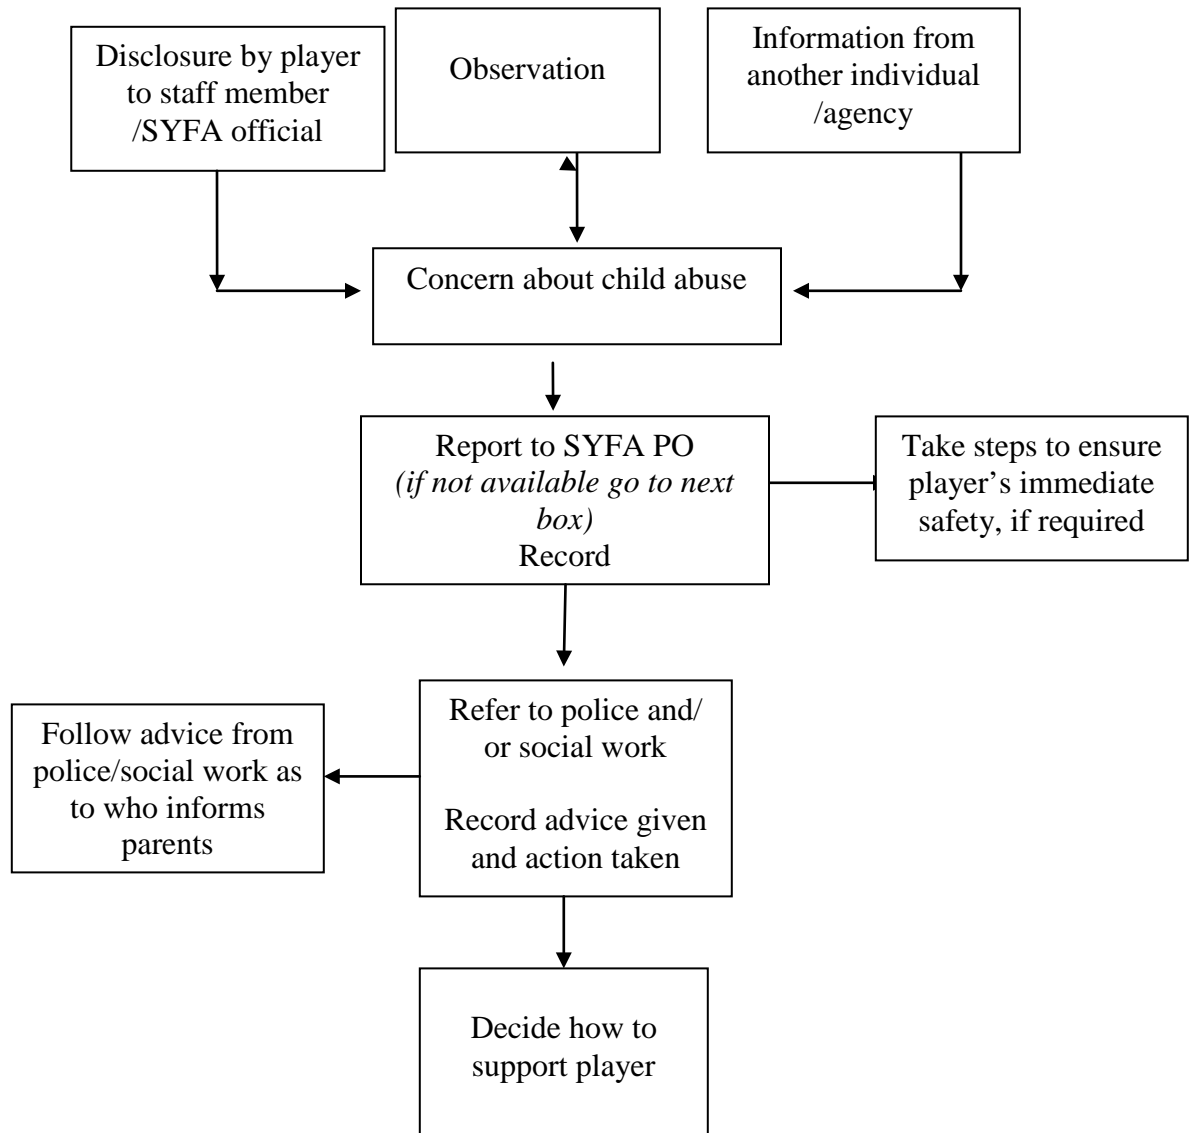 Disclosure by player
to staff member
/SYFA official
Observation
Information from
another individual
/agency
Concern about child abuse
Report to SYFA PO
(if not available go to next
box)
Record
Take steps to ensure
player’s immediate
safety, if required
Refer to police and/
or social work
Record advice given
and action taken
Follow advice from
police/social work as
to who informs
parents
Decide how to
support player